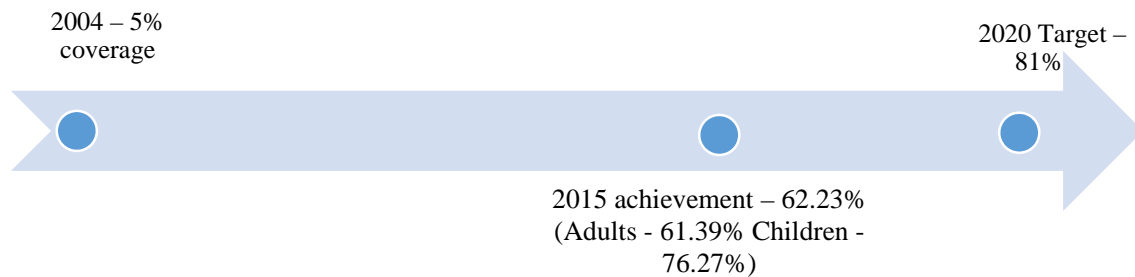 2004 – 5%
coverage
2020 Target –
81%
2015 achievement – 62.23%
(Adults - 61.39% Children -
76.27%)